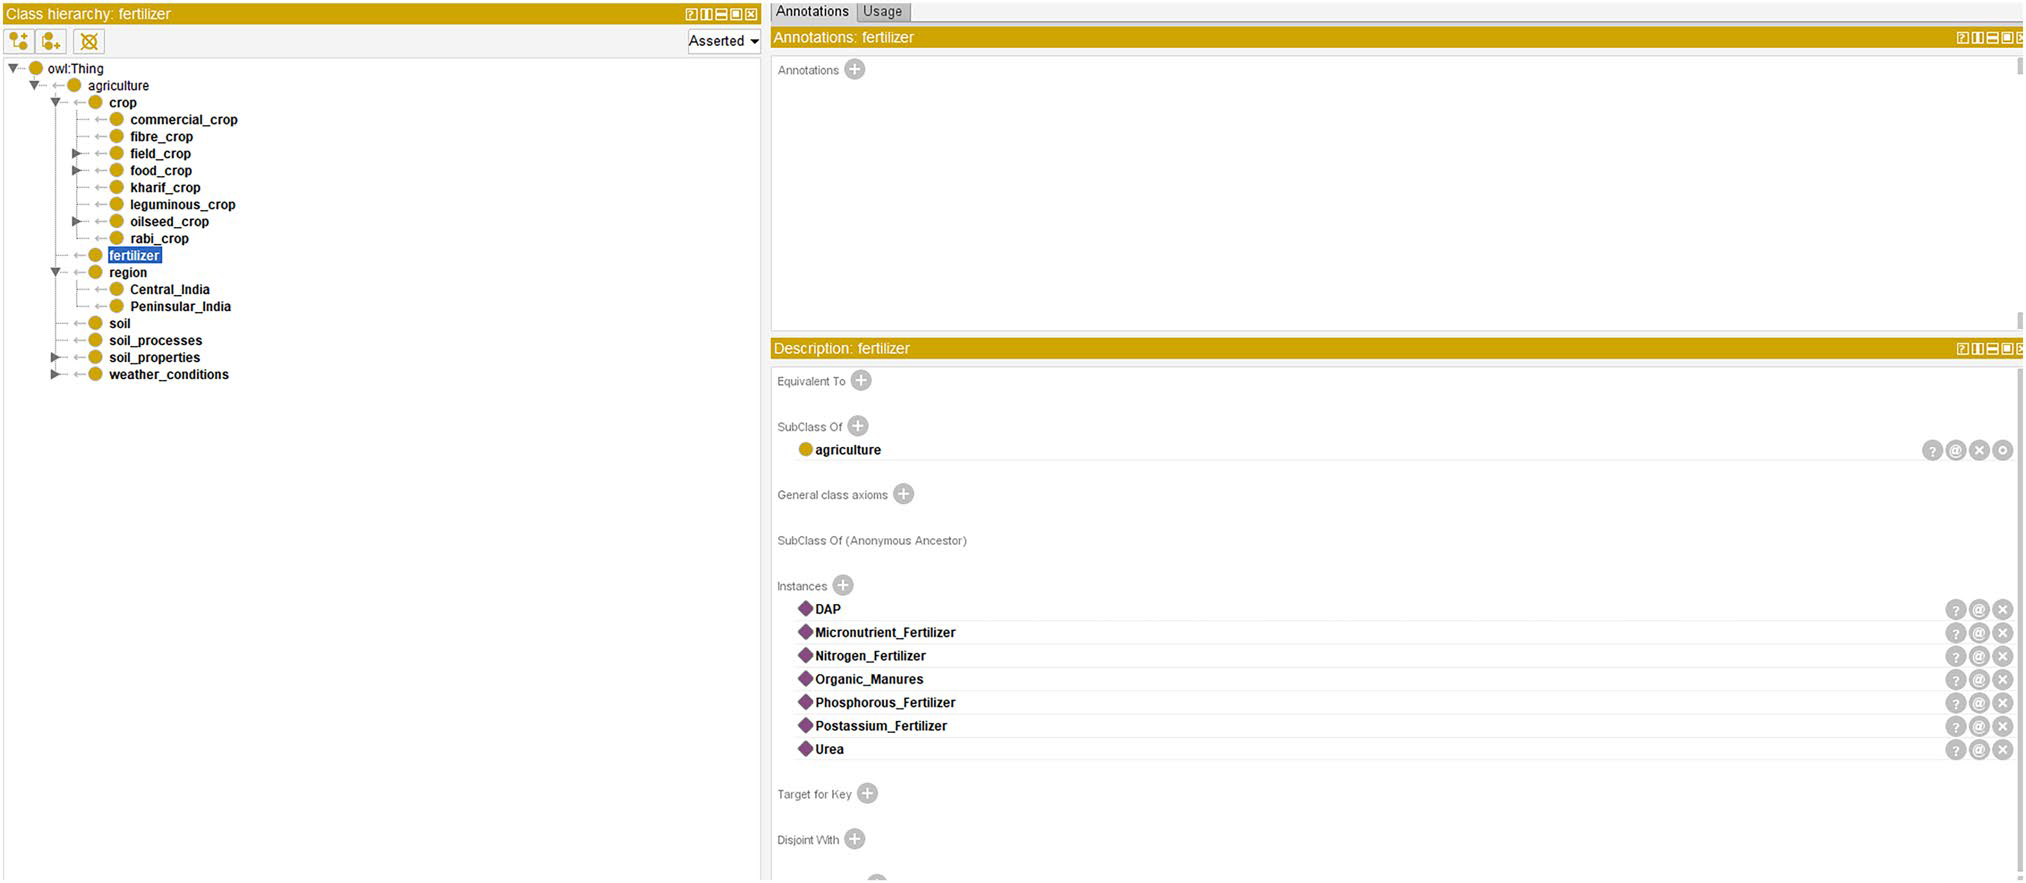 Class hierarchy: fertilizer
Asserted
owl:Thing
agriculture
crop
commercial_crop
fibre_crop
field_crop
food_crop
kharif_crop
leguminous_crop
oilseed_crop
rabi_crop
fertilizer
region
Central_India
Peninsular_India
soil
soil_processes
soil_properties
weather_conditions
Annotations Usage
Annotations: fertilizer
Annotations
Description: fertilizer
Equivalent To
SubClass Of
agriculture
General class axioms
SubClass Of (Anonymous Ancestor)
Instances
DAP
Micronutrient_Fertilizer
Nitrogen_Fertilizer
Organic_Manures
Phosphorous_Fertilizer
Postassium_Fertilizer
Urea
Target for Key
Disjoint With